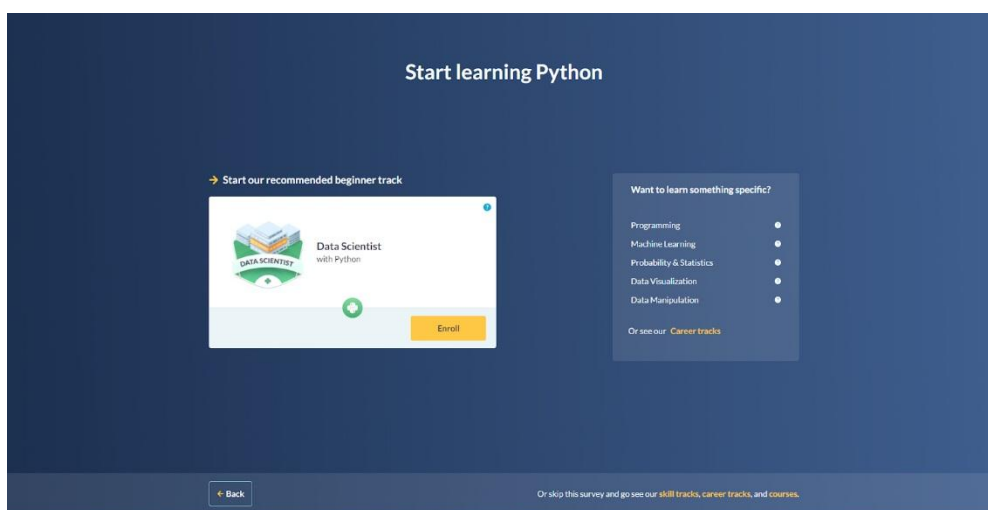 Start learning Python
→ Start our recommended beginner track
DATA SCIENTIST
Data Scientist
with Python
Enroll
Want to learn something specific?
Programming
Machine Learning
Probability & Statistics
Data Visualization
Data Manipulation
Or see our Career tracks
← Back
Or skip this survey and go see our skill tracks, career tracks, and courses.